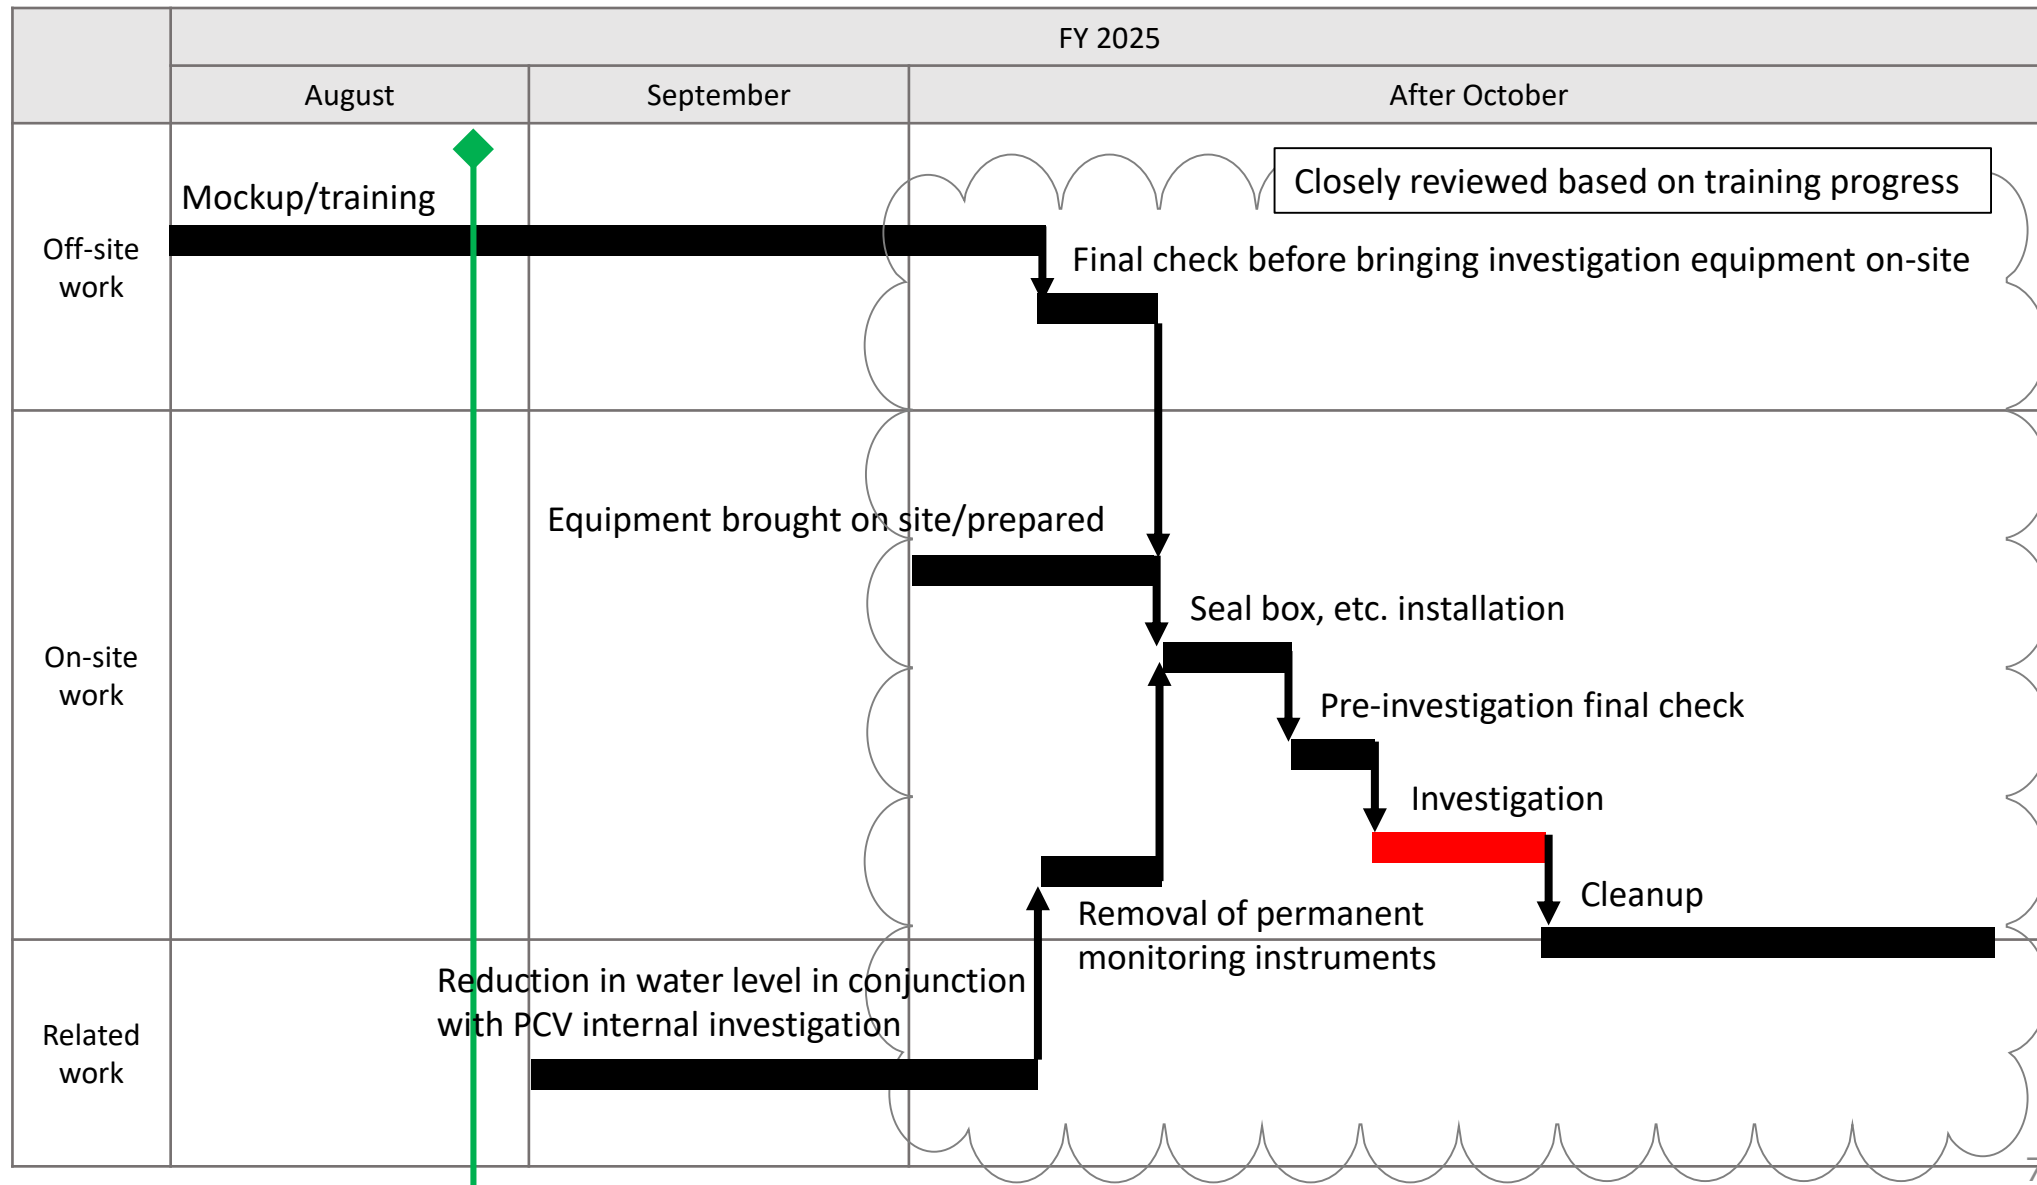 FY 2025
August
September
After October
Closely reviewed based on training progress
Mockup/training
Off-site
work
Final check before bringing investigation equipment on-site
Equipment brought on site/prepared
Seal box, etc. installation
On-site
work
Pre-investigation final check
Investigation
Cleanup
Removal of permanent
monitoring instruments
Reduction in water level in conjunction
with PCV internal investigation
Related
work